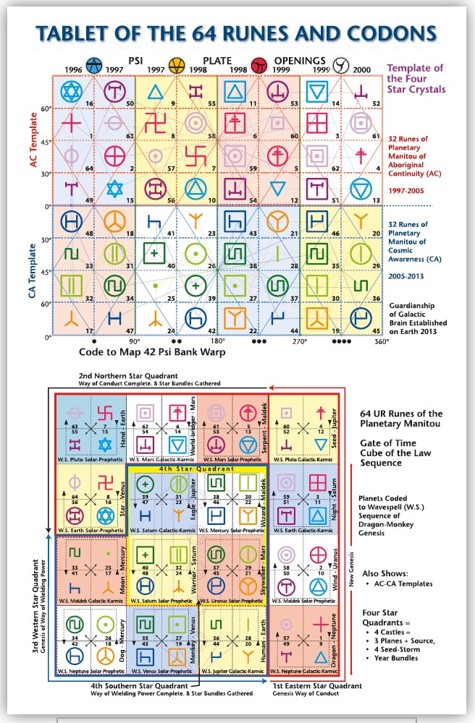 TABLET OF THE 64 RUNES AND CODONS
PSI PLATE OPENINGS
1996 1997 1997 1998 1998 1999 1999 2000
Template of
the Four
Star Crystals
60°
30°
0°
30°
60°
AC Template
CA Template
16 50 9 55 11 53 14 52
1 63 8 58 3 60 5 61
64 2 57 7 59 4 62 6
49 15 56 10 54 12 51 13
32 Runes of
Planetary
Manitou of
Aboriginal
Continuity (AC)
1997-2005
48 18 41 23 43 21 46 20
33 31 40 26 38 28 35 29
32 34 25 39 27 37 30 36
17 47 24 42 22 44 19 45
32 Runes of
Planetary
Manitou of
Cosmic
Awareness (CA)
2005-2013
Guardianship
of Galactic
Brain Established
on Earth 2013
0° 90° 180° 270° 360°
Code to Map 42 Psi Bank Warp
2nd Northern Star Quadrant
Way of Conduct Complete. 8 Star Bundles Gathered
Hand - Earth
World-bridger - Mars
Serpent - Maldek
Seed - Jupiter
W.S. Pluto Solar-Prophetic
W.S. Mars Galactic-Karmic
W.S. Mars Solar-Prophetic
W.S. Pluto Galactic-Karmic
64 UR Runes of the
Planetary Manitou
Gate of Time
Cube of the Law
Sequence
4th Star Quadrant
Star - Venus
Eagle - Jupiter
Wizard - Maldek
Night - Saturn
W.S. Earth Solar-Prophetic
W.S. Saturn Galactic-Karmic
W.S. Mercury Solar-Prophetic
W.S. Earth Galactic-Karmic
Planets Coded
to Wavespell (W.S.)
Sequence of
Dragon-Monkey
Genesis
3rd Western Star Quadrant
Genesis of Way of Wielding Power
Moon - Mercury
Warrior - Saturn
Skywalker - Mars
Wind - Uranus
New Genesis
W.S. Maldek Galactic-Karmic
W.S. Saturn Solar-Prophetic
W.S. Uranus Solar-Prophetic
W.S. Maldek Solar-Prophetic
Also Shows:
• AC-CA Templates
Dog - Mercury
Monkey - Venus
Human - Earth
Dragon - Neptune
W.S. Neptune Solar-Prophetic
W.S. Venus Solar-Prophetic
W.S. Jupiter Galactic-Karmic
W.S. Neptune Galactic-Karmic
Four Star
Quadrants =
• 4 Castles =
• 3 Planes + Source,
• 4 Seed-Storm
• Year Bundles
4th Southern Star Quadrant
Way of Wielding Power Complete. 8 Star Bundles Gathered
1st Eastern Star Quadrant
Genesis Way of Conduct